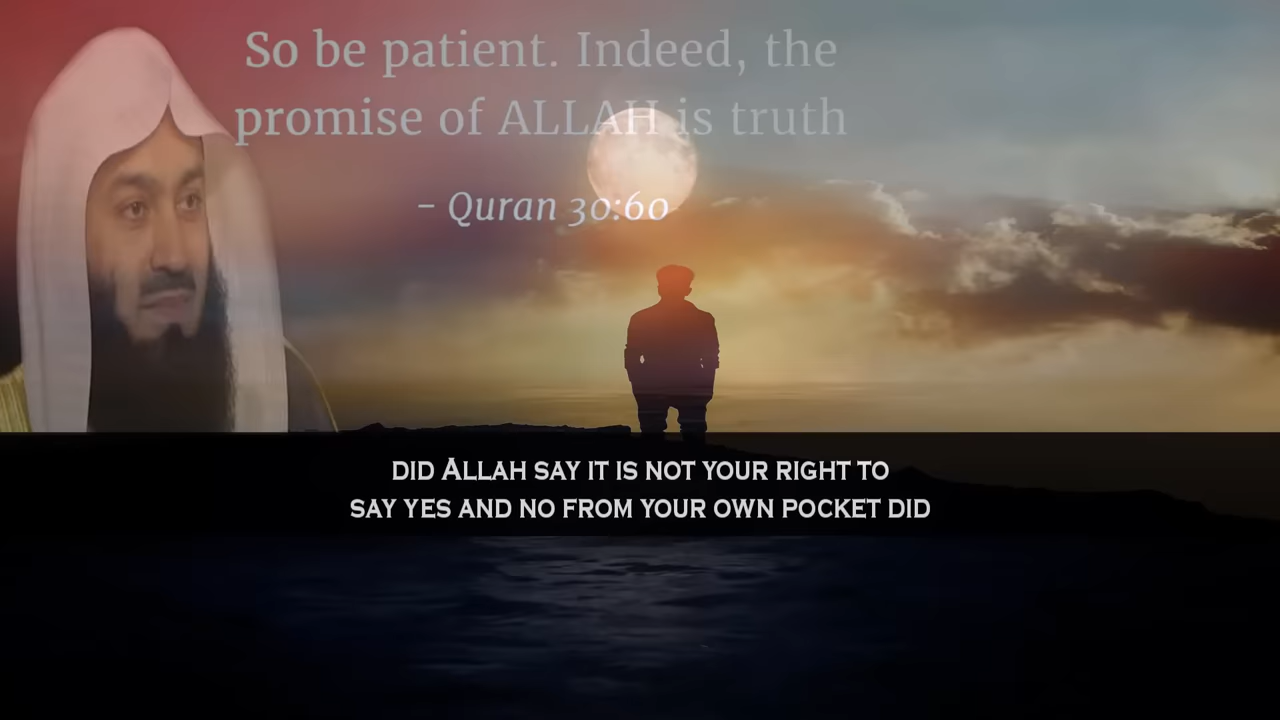 So be patient. Indeed, the
promise of ALLAH is truth
- Quran 30:60
DID ALLAH SAY IT IS NOT YOUR RIGHT TO
SAY YES AND NO FROM YOUR OWN POCKET DID